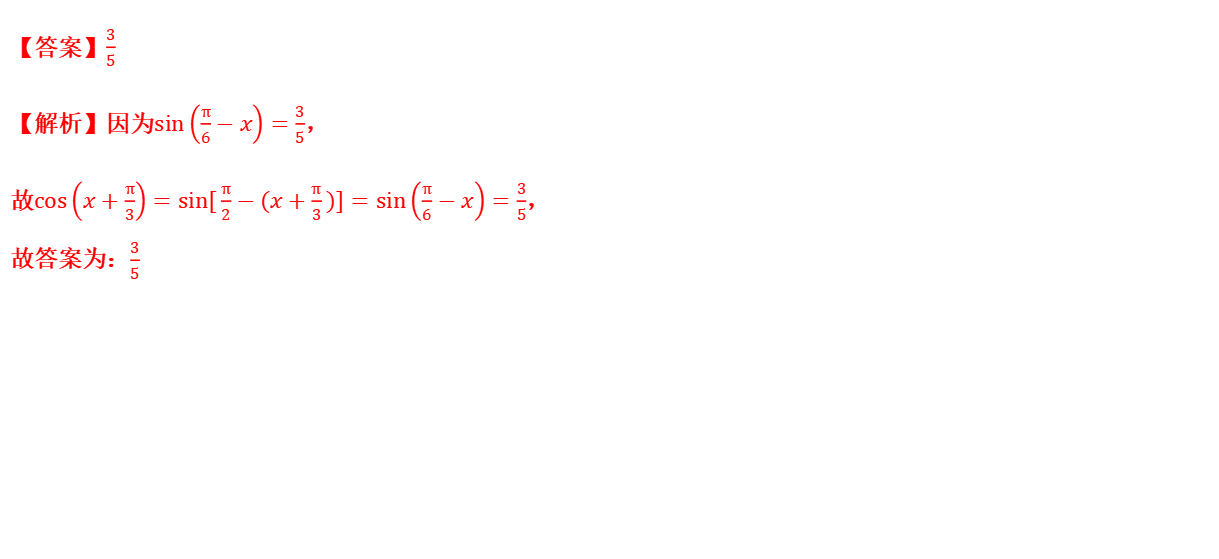 【答案】3/5
【解析】因为sin(π/6−x)=3/5，
故cos(x+π/3)=sin[π/2−(x+π/3)]=sin(π/6−x)=3/5，
故答案为：3/5